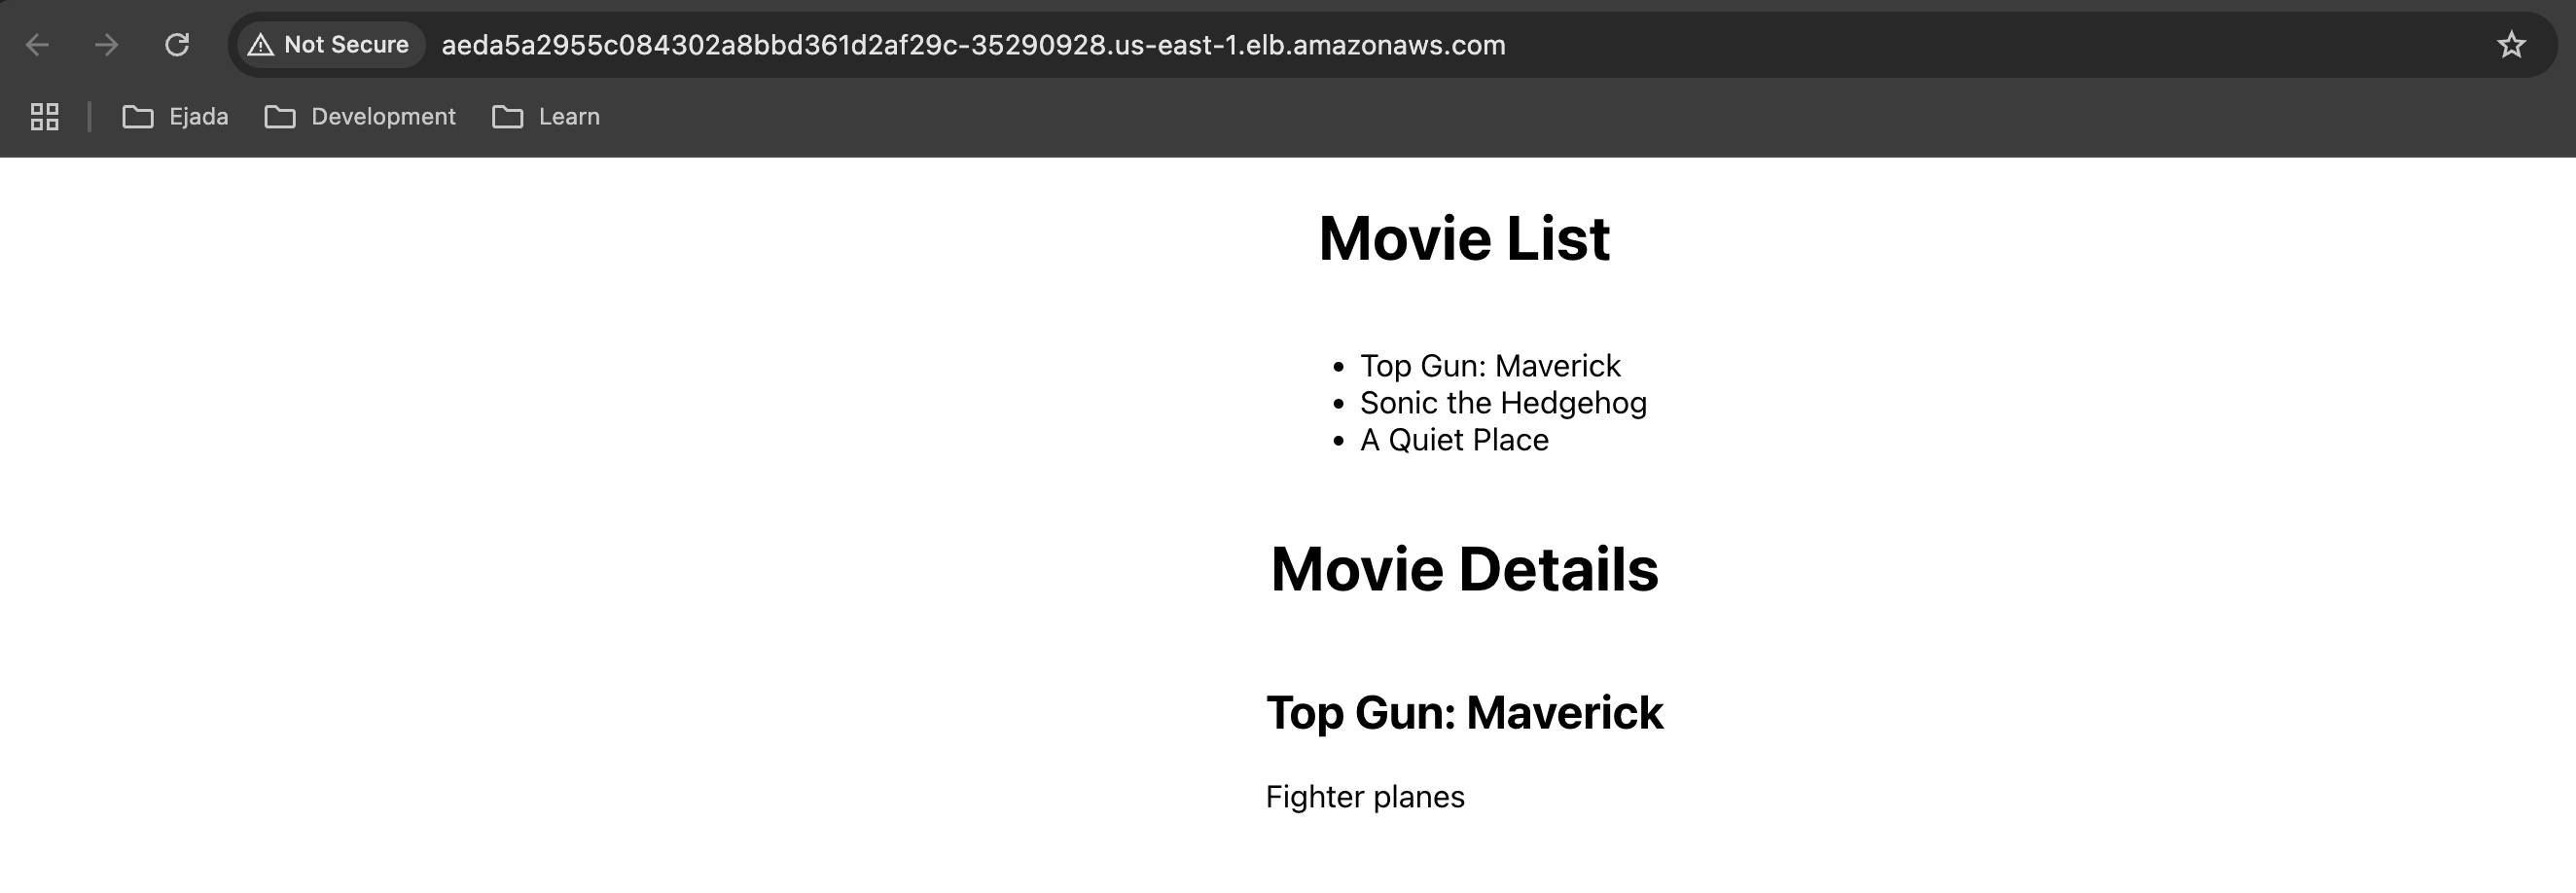 Not Secure aeda5a2955c084302a8bbd361d2af29c-35290928.us-east-1.elb.amazonaws.com
Ejada Development Learn
Movie List
Top Gun: Maverick
Sonic the Hedgehog
A Quiet Place
Movie Details
Top Gun: Maverick
Fighter planes